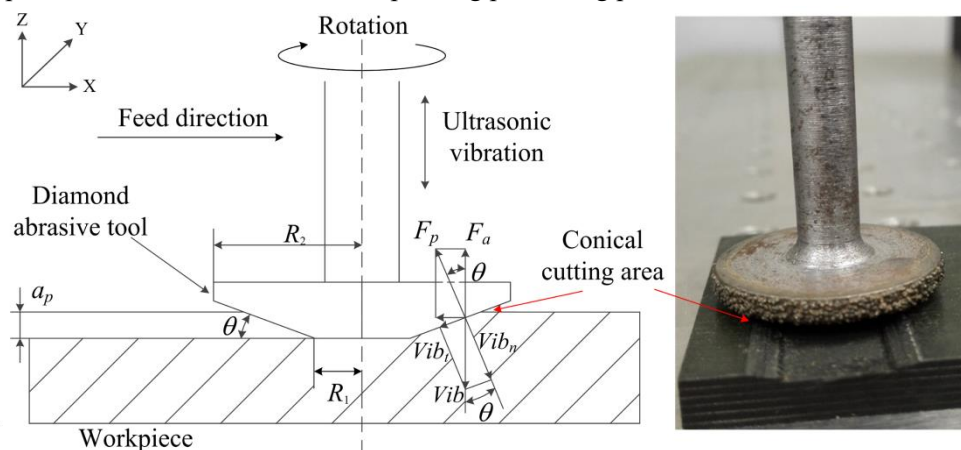 Z
Y
X
Rotation
Feed direction
Ultrasonic
vibration
Diamond
abrasive tool
R₂
Fₚ
Fₐ
θ
Conical
cutting area
aₚ
θ
Vibₜ
Vibₙ
R₁
Vib
θ
Workpiece